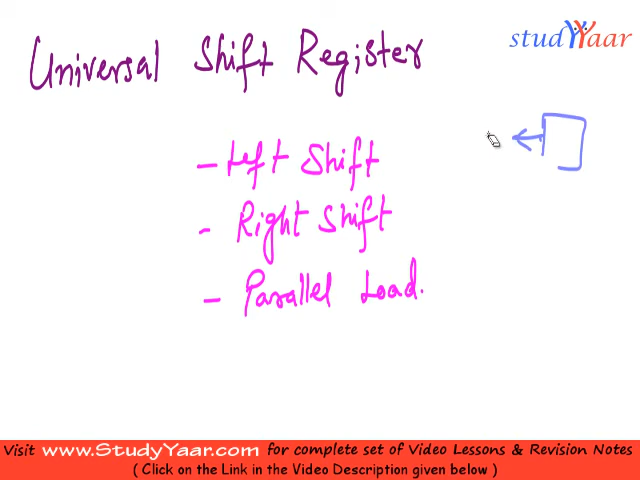 Universal Shift Register
studYYaar
- Left Shift
- Right Shift
- Parallel Load.
Visit www.StudyYaar.com for complete set of Video Lessons & Revision Notes
( Click on the Link in the Video Description given below )